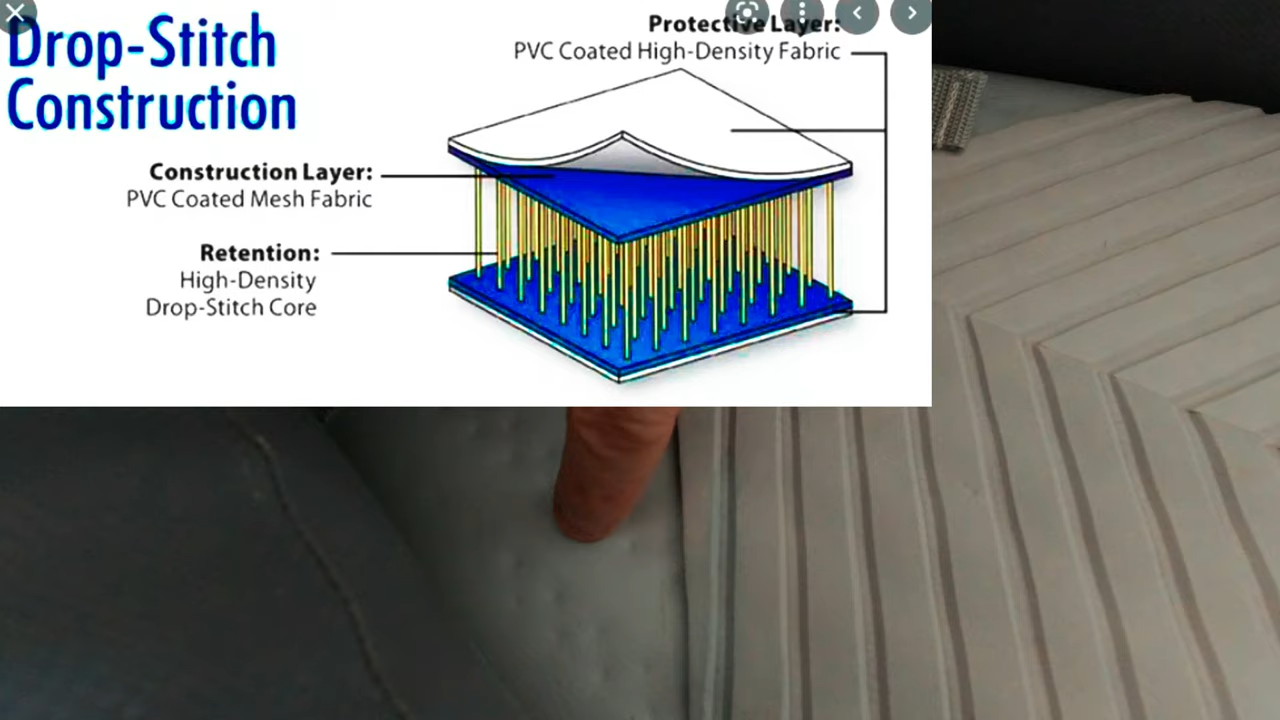 Drop-Stitch
Construction
Protective Layer:
PVC Coated High-Density Fabric
Construction Layer:
PVC Coated Mesh Fabric
Retention:
High-Density
Drop-Stitch Core